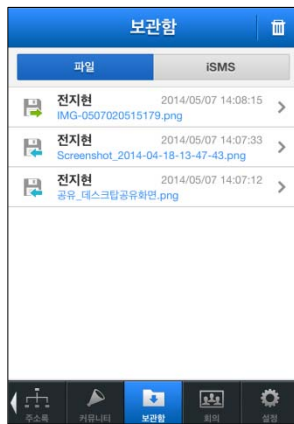 보관함
파일 iSMS
전지현 2014/05/07 14:08:15
IMG-0507020515179.png
전지현 2014/05/07 14:07:33
Screenshot_2014-04-18-13-47-43.png
전지현 2014/05/07 14:07:12
공유_데스크탑공유화면.png
주소록 커뮤니티 보관함 회의 설정